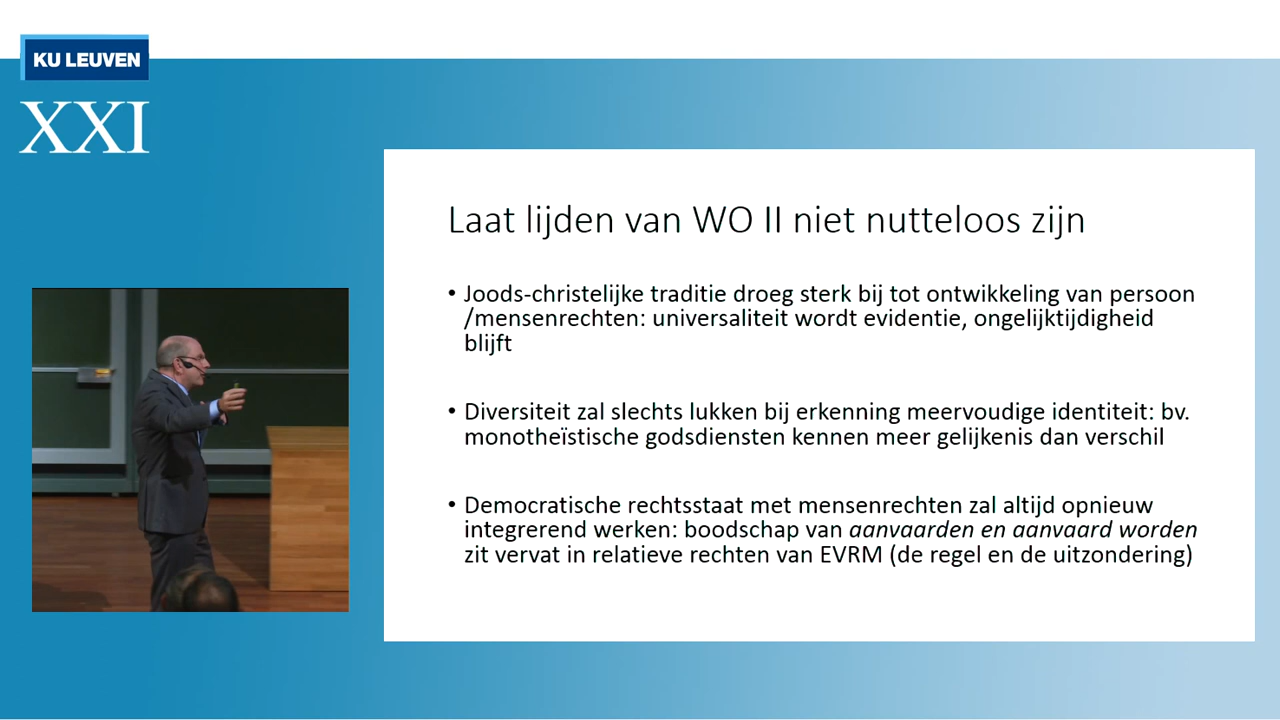 KU LEUVEN
XXI
Laat lijden van WO II niet nutteloos zijn
• Joods-christelijke traditie droeg sterk bij tot ontwikkeling van persoon
/mensenrechten: universaliteit wordt evidentie, ongelijktijdigheid
blijft
• Diversiteit zal slechts lukken bij erkenning meervoudige identiteit: bv.
monotheïstische godsdiensten kennen meer gelijkenis dan verschil
• Democratische rechtsstaat met mensenrechten zal altijd opnieuw
integrerend werken: boodschap van aanvaarden en aanvaard worden
zit vervat in relatieve rechten van EVRM (de regel en de uitzondering)